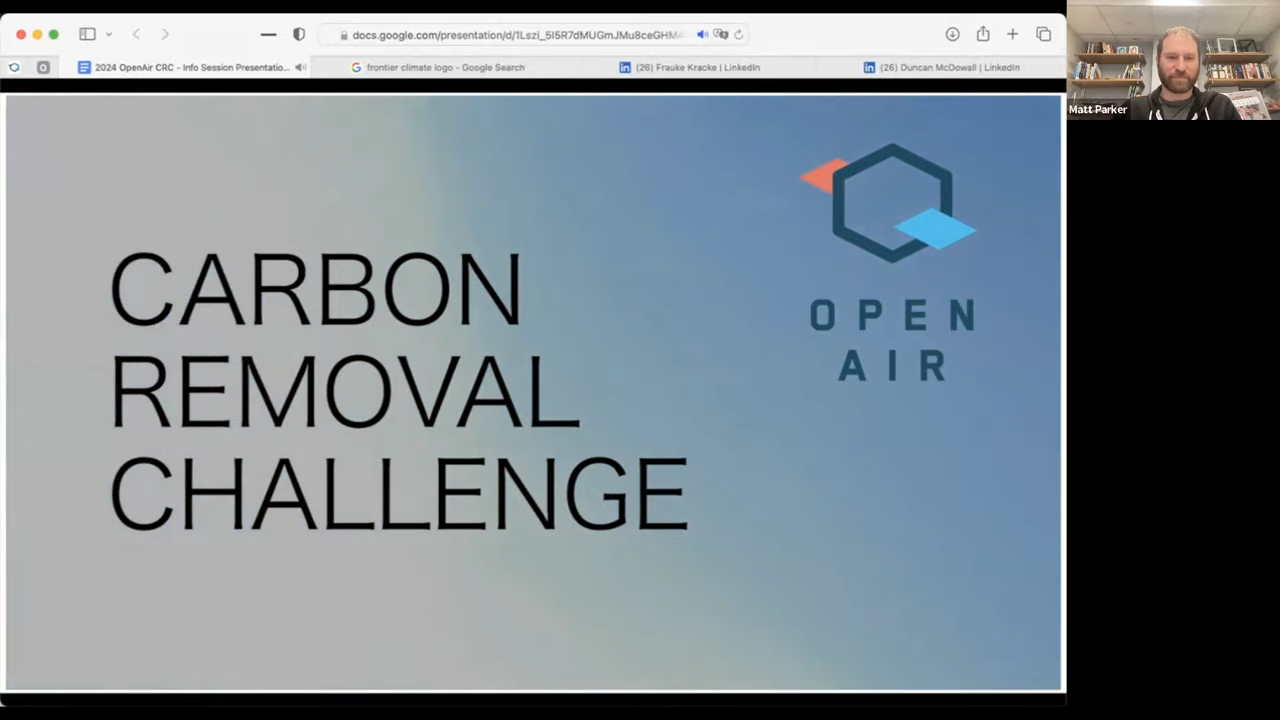 docs.google.com/presentation/d/1Lszi_5I5R7dMUGmJMu8ceGHM
2024 OpenAir CRC - Info Session Presentatio...
frontier climate logo - Google Search
(26) Frauke Kracke | LinkedIn
(26) Duncan McDowall | LinkedIn
Matt Parker
OPEN
AIR
CARBON
REMOVAL
CHALLENGE